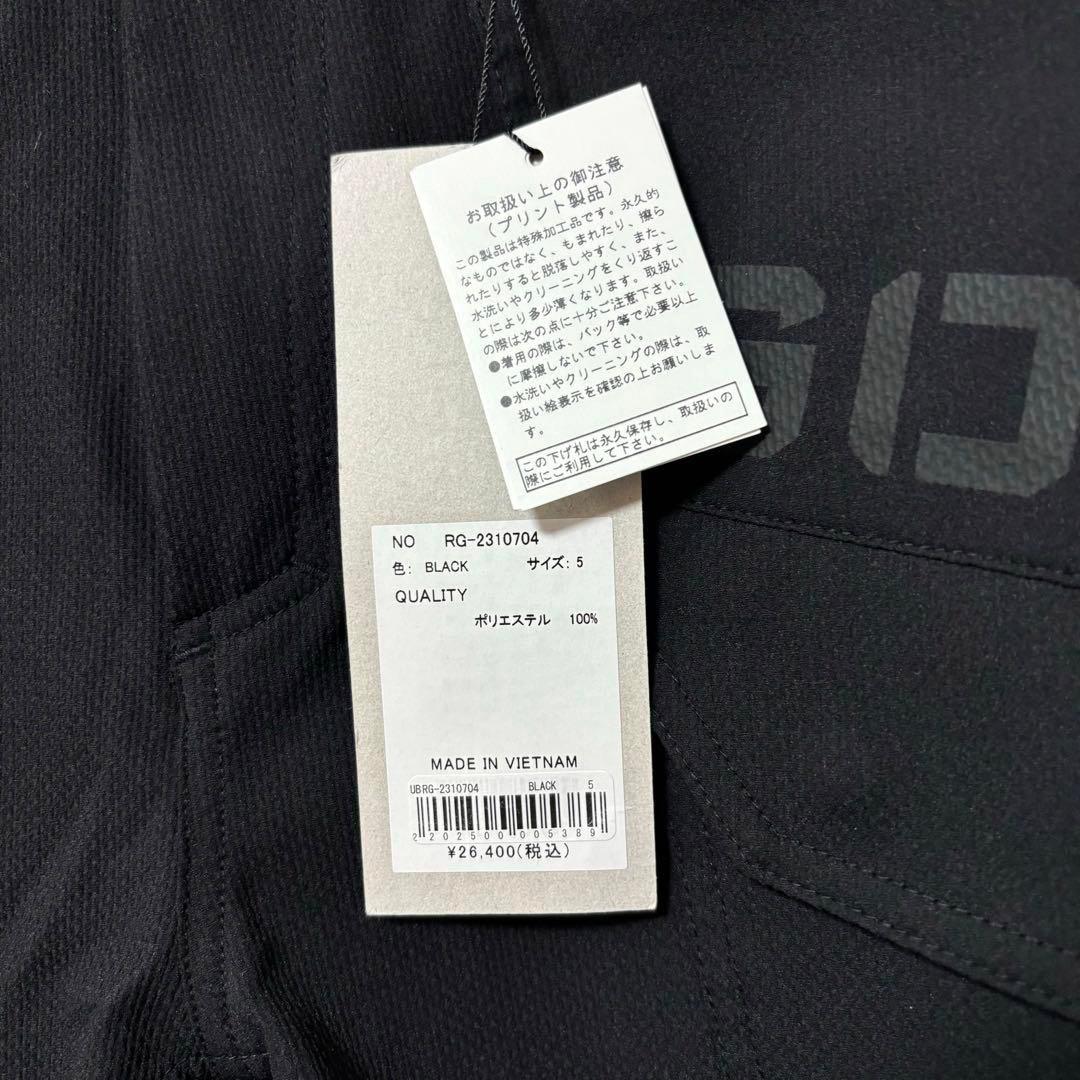 お取扱い上の御注意
（プリント製品）
この製品は特殊加工品です。永久的
なものではなく、もまれたり、擦ら
れたりすると脱落しやすく、また、
水洗いやクリーニングをくり返すこ
とにより多少薄くなります。取扱い
の際は次の点に十分ご注意下さい。
●着用の際は、バック等で必要以上
に摩擦しないで下さい。
●水洗いやクリーニングの際は、取
扱い絵表示を確認の上お願いしま
す。
この下げ札は永久保存し、取扱いの
際にご利用して下さい。
NO RG-2310704
色: BLACK サイズ: 5
QUALITY
ポリエステル 100%
MADE IN VIETNAM
UBRG-2310704 BLACK 5
2 202500 005389
¥26,400(税込)